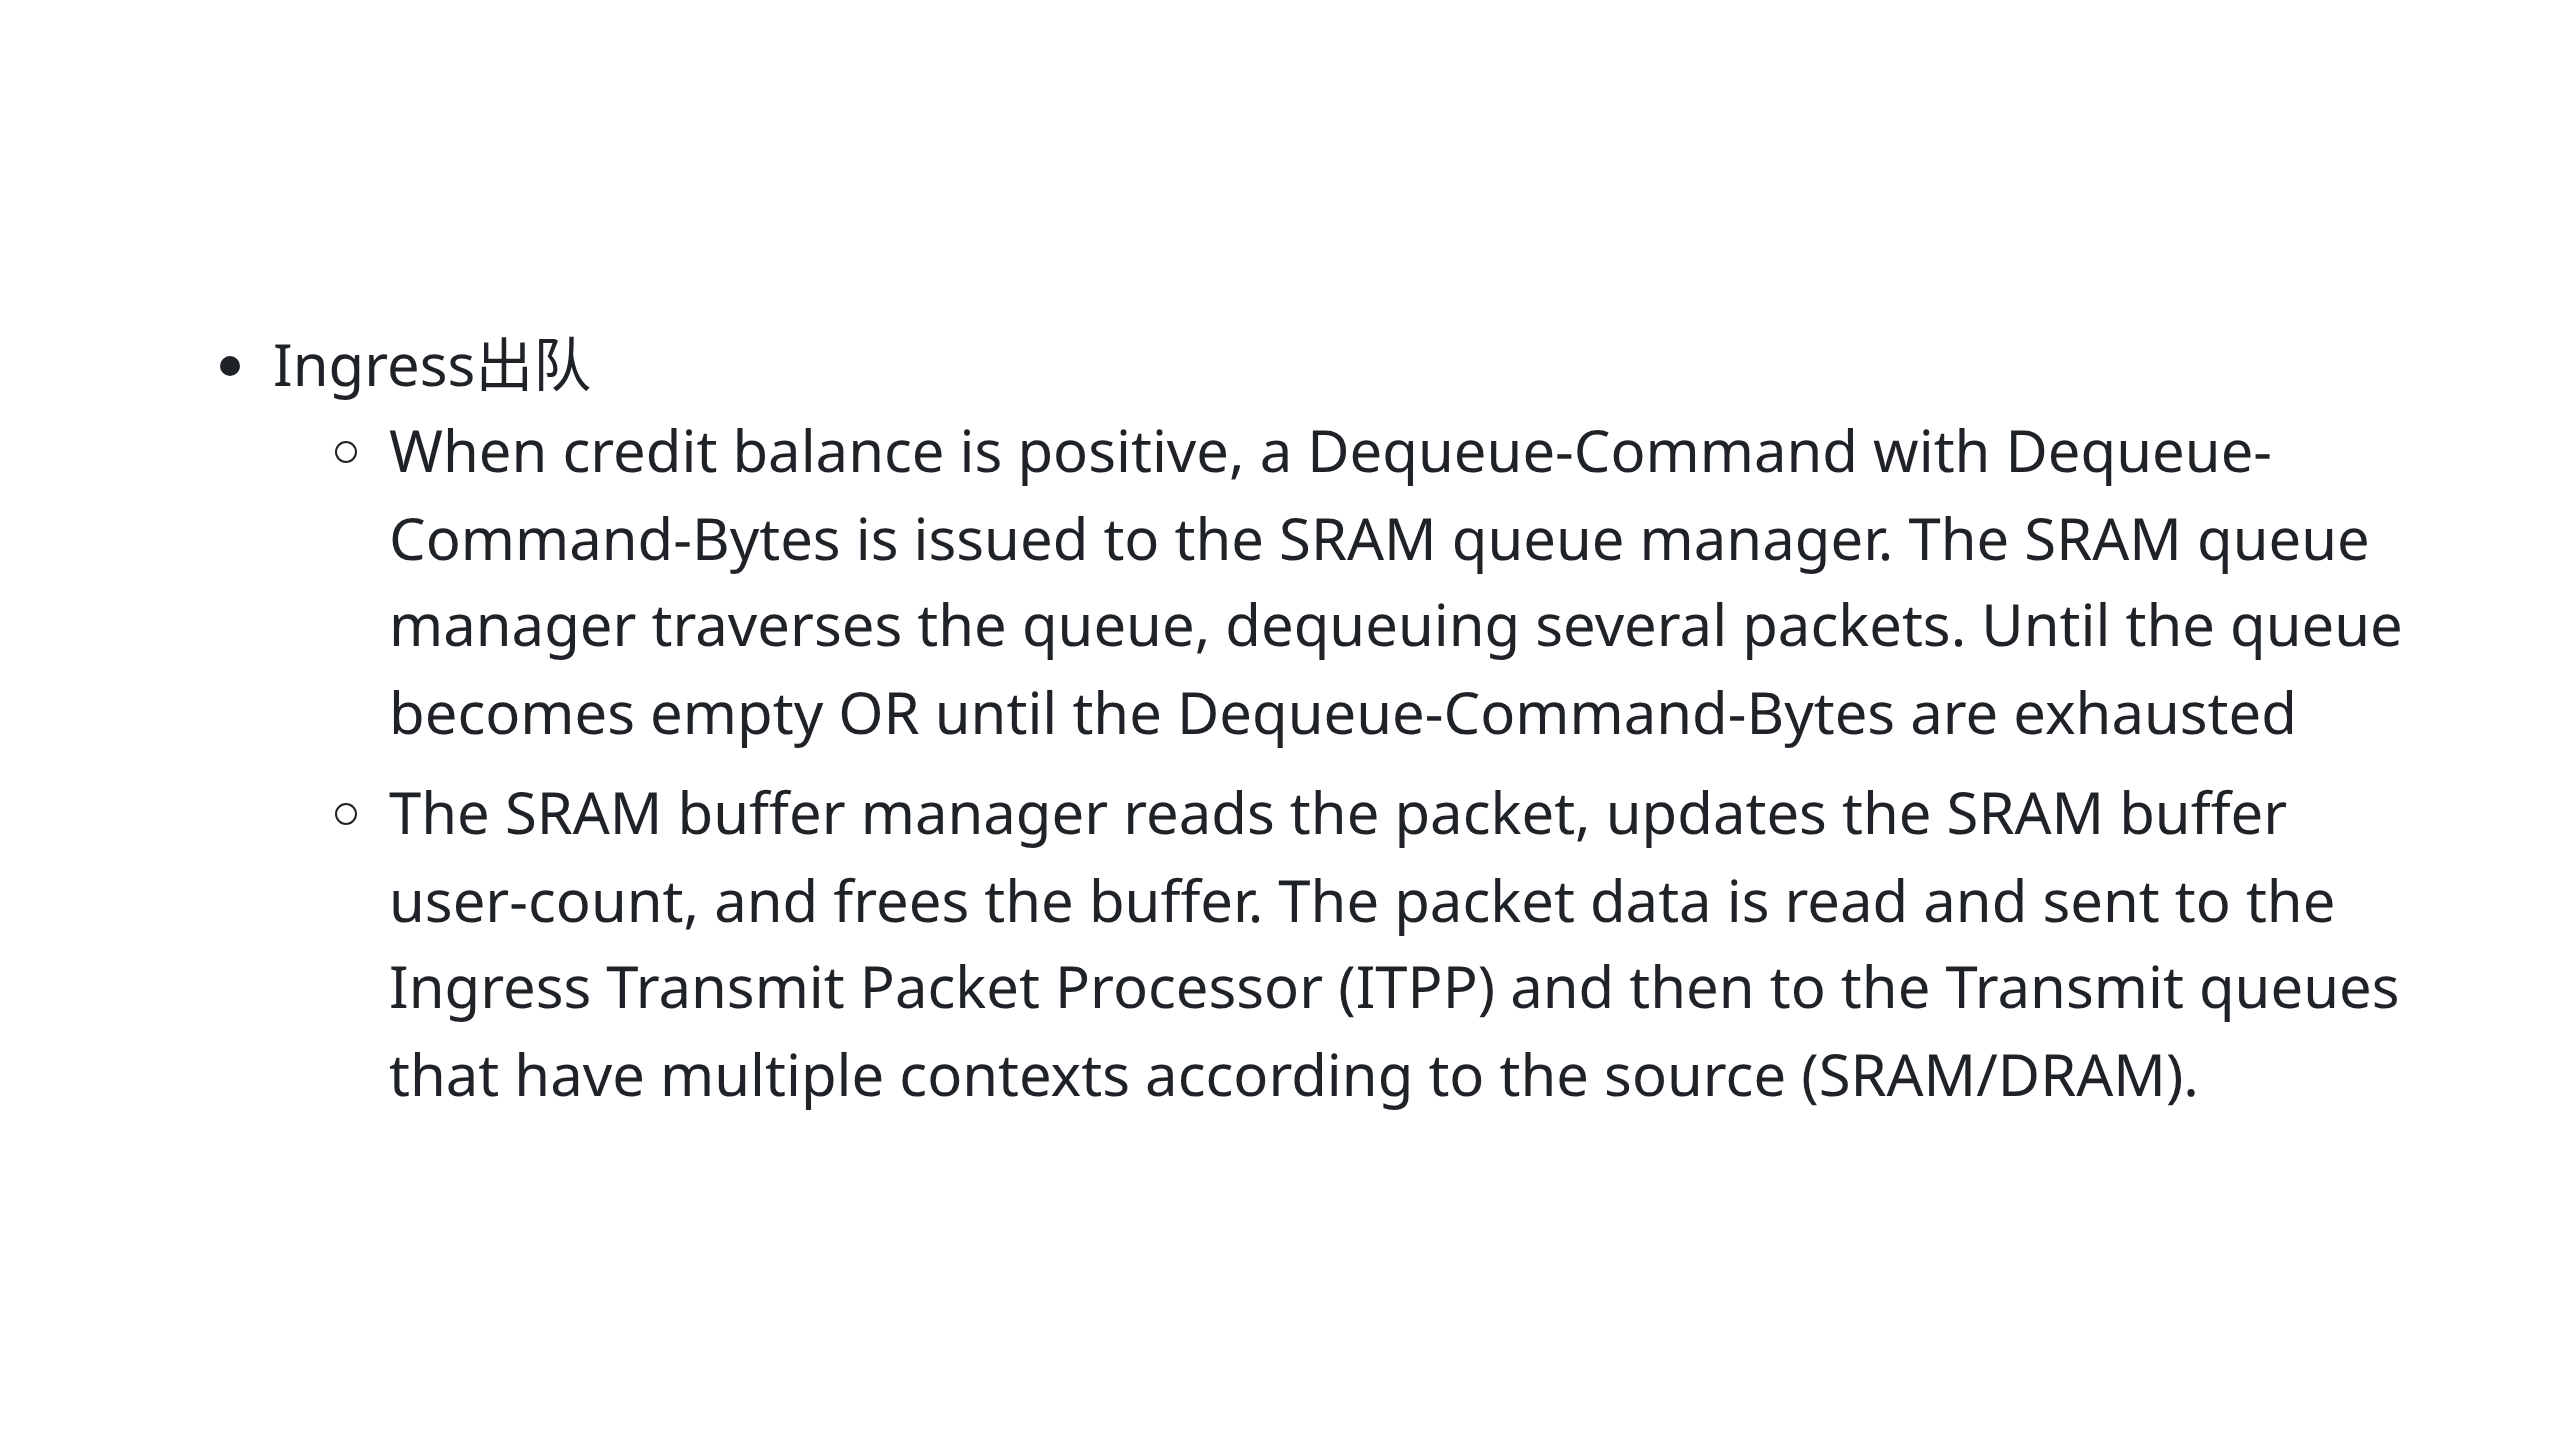 Ingress出队
When credit balance is positive, a Dequeue-Command with Dequeue-
Command-Bytes is issued to the SRAM queue manager. The SRAM queue
manager traverses the queue, dequeuing several packets. Until the queue
becomes empty OR until the Dequeue-Command-Bytes are exhausted
The SRAM buffer manager reads the packet, updates the SRAM buffer
user-count, and frees the buffer. The packet data is read and sent to the
Ingress Transmit Packet Processor (ITPP) and then to the Transmit queues
that have multiple contexts according to the source (SRAM/DRAM).